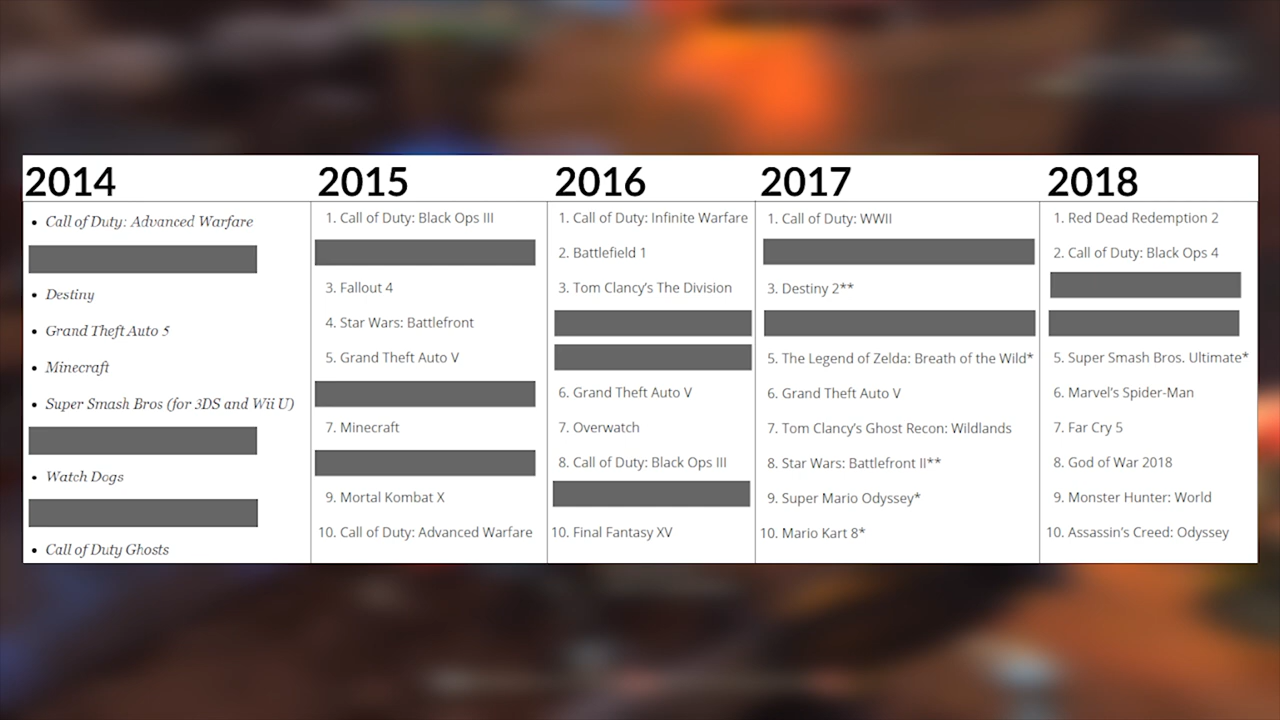 2014
• Call of Duty: Advanced Warfare
• Destiny
• Grand Theft Auto 5
• Minecraft
• Super Smash Bros (for 3DS and Wii U)
• Watch Dogs
• Call of Duty Ghosts
2015
1. Call of Duty: Black Ops III
3. Fallout 4
4. Star Wars: Battlefront
5. Grand Theft Auto V
7. Minecraft
9. Mortal Kombat X
10. Call of Duty: Advanced Warfare
2016
1. Call of Duty: Infinite Warfare
2. Battlefield 1
3. Tom Clancy’s The Division
6. Grand Theft Auto V
7. Overwatch
8. Call of Duty: Black Ops III
10. Final Fantasy XV
2017
1. Call of Duty: WWII
3. Destiny 2**
5. The Legend of Zelda: Breath of the Wild*
6. Grand Theft Auto V
7. Tom Clancy’s Ghost Recon: Wildlands
8. Star Wars: Battlefront II**
9. Super Mario Odyssey*
10. Mario Kart 8*
2018
1. Red Dead Redemption 2
2. Call of Duty: Black Ops 4
5. Super Smash Bros. Ultimate*
6. Marvel’s Spider-Man
7. Far Cry 5
8. God of War 2018
9. Monster Hunter: World
10. Assassin’s Creed: Odyssey